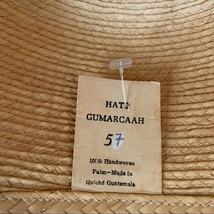 HATS
GUMARCAAH
57
100% Handwoven
Palm-Made in
Quiché Guatemala